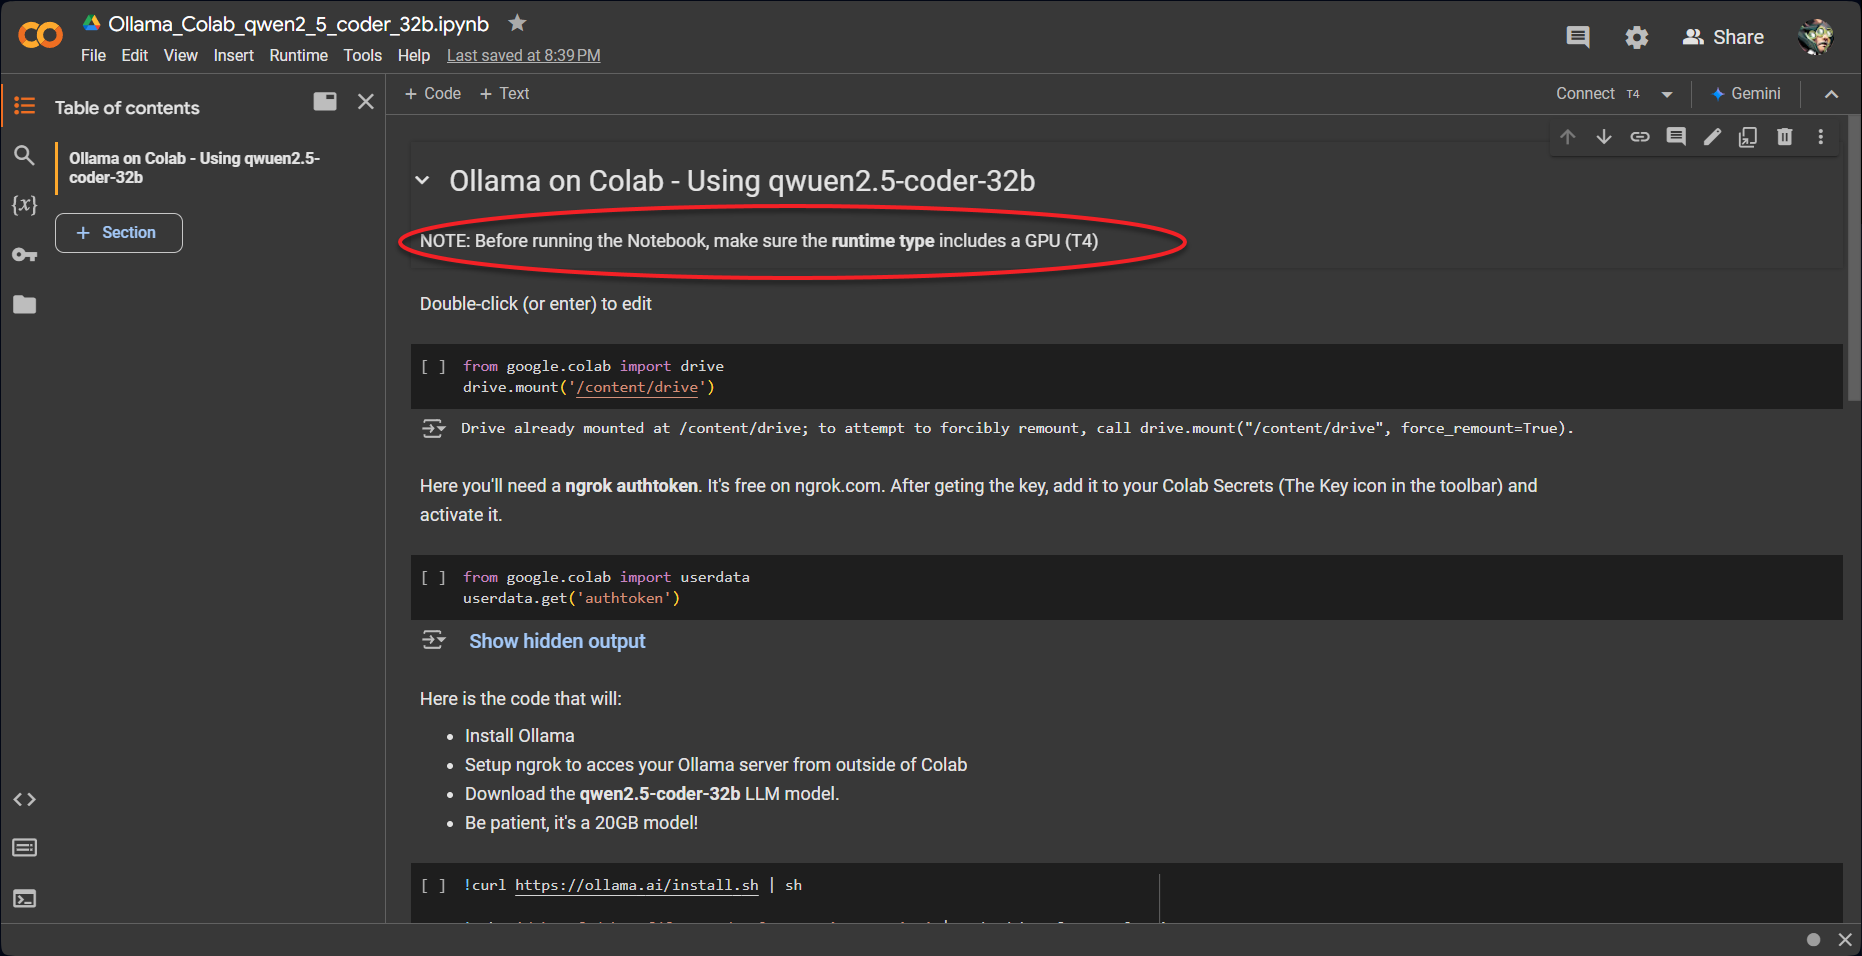 Ollama_Colab_qwen2_5_coder_32b.ipynb
File Edit View Insert Runtime Tools Help Last saved at 8:39 PM
Share
Table of contents
+ Code + Text
Connect T4
Gemini
Ollama on Colab - Using qwuen2.5-
coder-32b
+ Section
{x}
Ollama on Colab - Using qwuen2.5-coder-32b
NOTE: Before running the Notebook, make sure the runtime type includes a GPU (T4)
Double-click (or enter) to edit
[ ] from google.colab import drive
drive.mount('/content/drive')
Drive already mounted at /content/drive; to attempt to forcibly remount, call drive.mount("/content/drive", force_remount=True).
Here you'll need a ngrok authtoken. It's free on ngrok.com. After geting the key, add it to your Colab Secrets (The Key icon in the toolbar) and
activate it.
[ ] from google.colab import userdata
userdata.get('authtoken')
Show hidden output
Here is the code that will:
• Install Ollama
• Setup ngrok to acces your Ollama server from outside of Colab
• Download the qwen2.5-coder-32b LLM model.
• Be patient, it's a 20GB model!
[ ] !curl https://ollama.ai/install.sh | sh